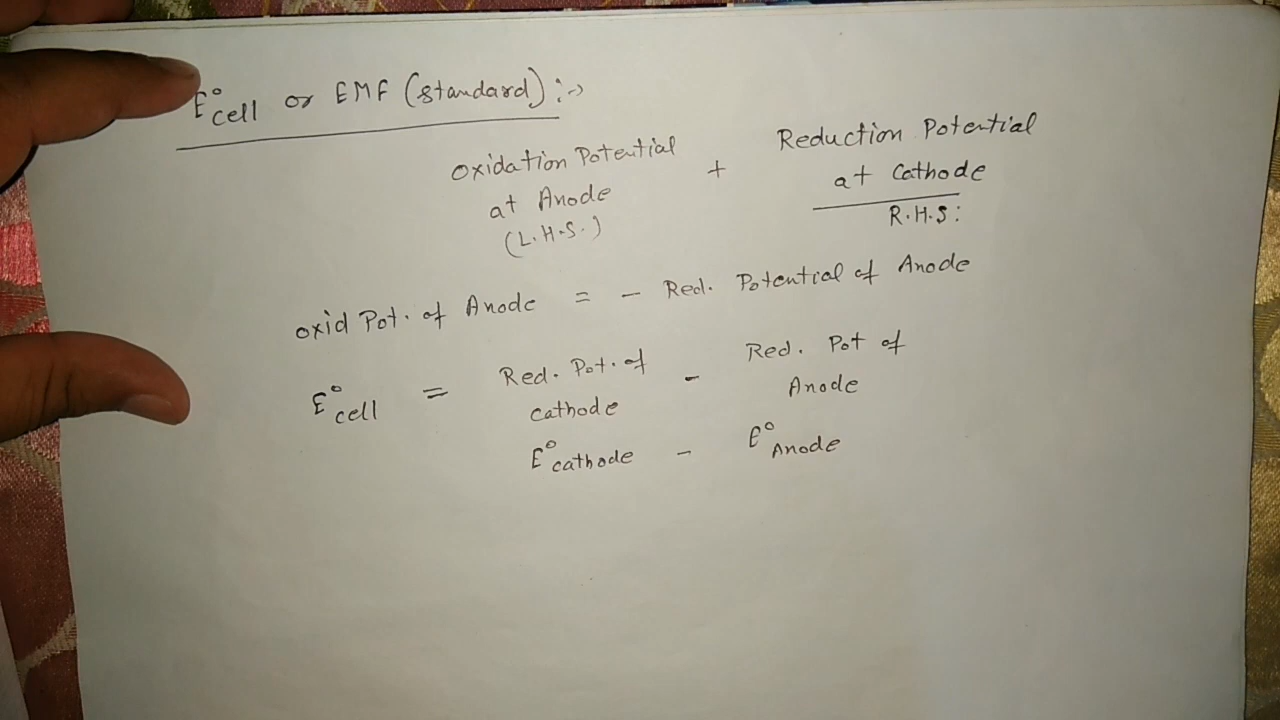 E°cell or EMF (standard) :->
Oxidation Potential at Anode (L.H.S.) + Reduction Potential at Cathode R.H.S:
Oxid Pot. of Anode = - Red. Potential of Anode
E°cell = Red. Pot. of cathode - Red. Pot of Anode
E°cathode - E°Anode